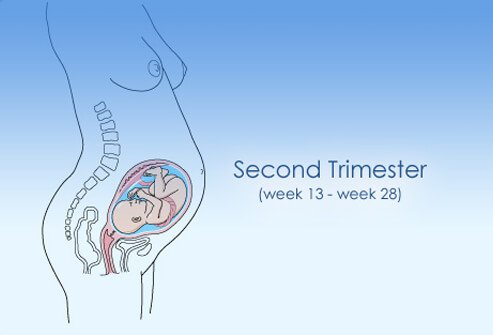 Second Trimester
(week 13 - week 28)